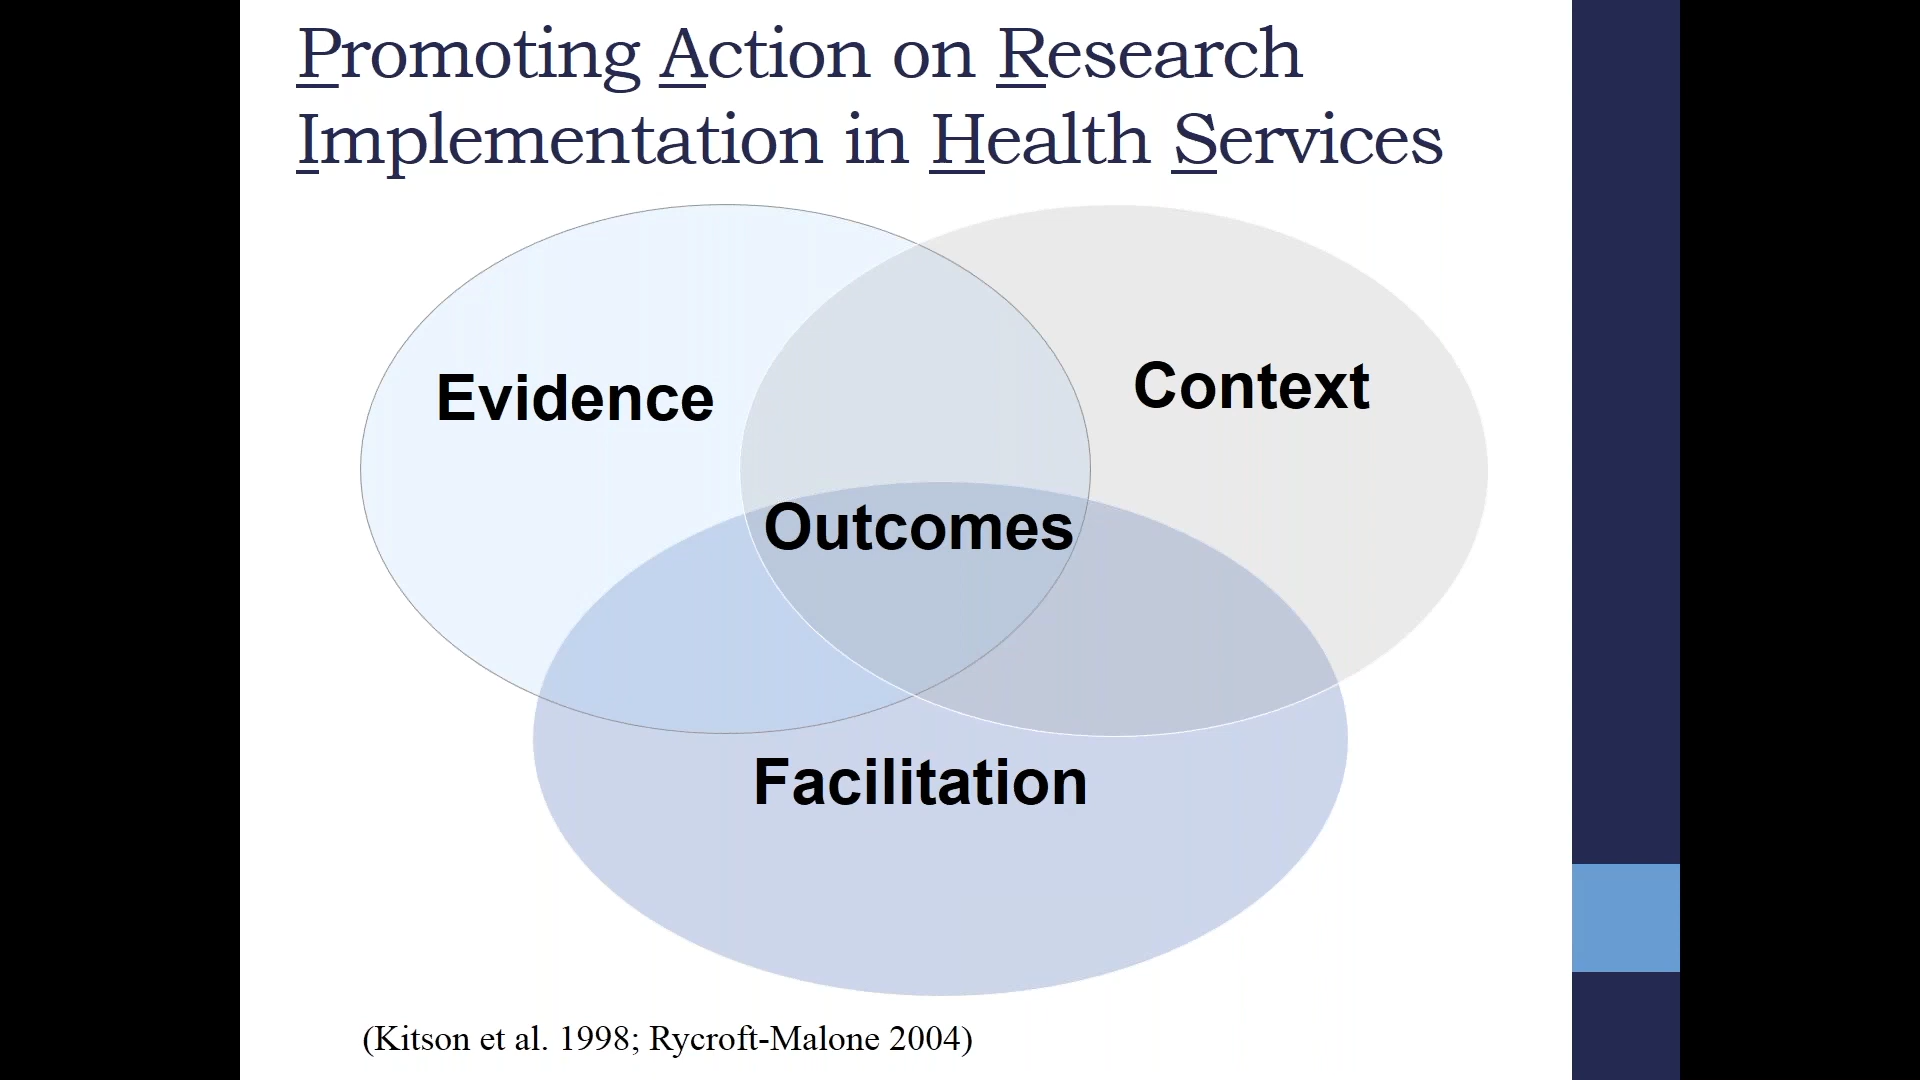 Promoting Action on Research
Implementation in Health Services
Evidence
Context
Outcomes
Facilitation
(Kitson et al. 1998; Rycroft-Malone 2004)